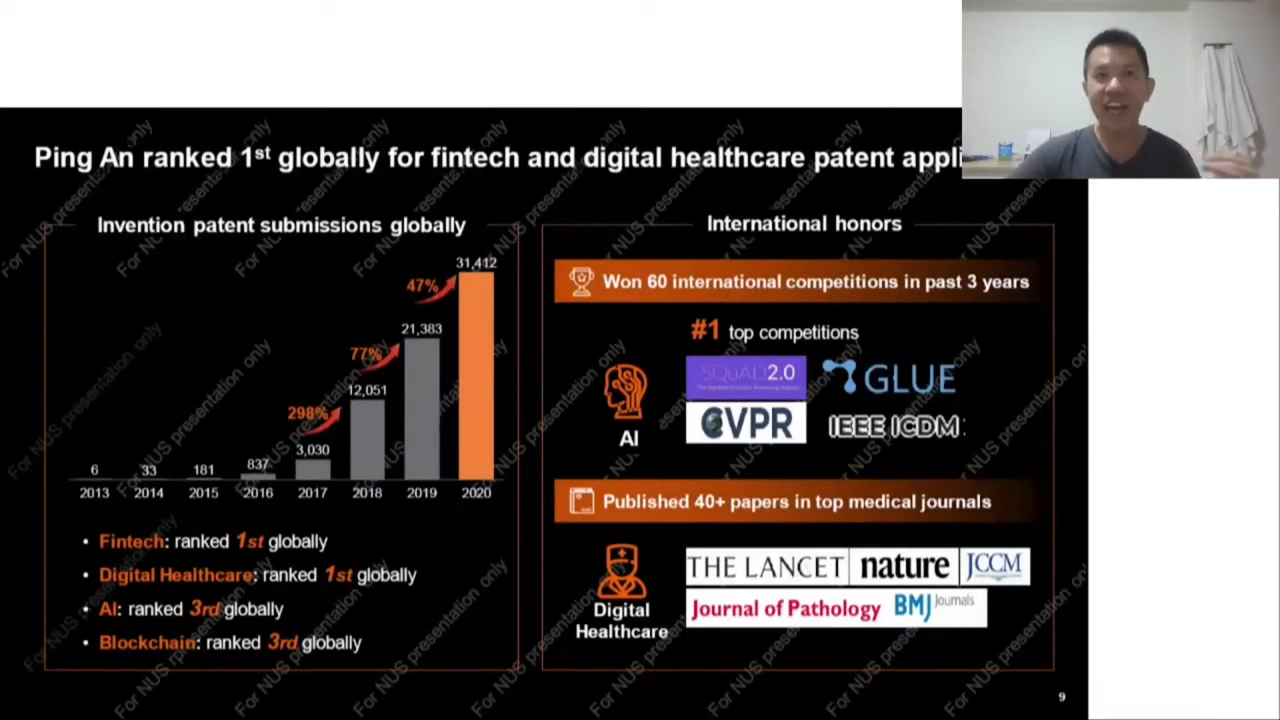 Ping An ranked 1st globally for fintech and digital healthcare patent appli
Invention patent submissions globally
31,412
47%
21,383
77%
12,051
298%
3,030
837
181
33
6
2013 2014 2015 2016 2017 2018 2019 2020
• Fintech: ranked 1st globally
• Digital Healthcare: ranked 1st globally
• AI: ranked 3rd globally
• Blockchain: ranked 3rd globally
International honors
Won 60 international competitions in past 3 years
#1 top competitions
AI
SQuAD2.0
GLUE
CVPR
IEEE ICDM
Published 40+ papers in top medical journals
Digital
Healthcare
THE LANCET
nature
JCCM
Journal of Pathology
BMJ Journals
9
For NUS presentation only